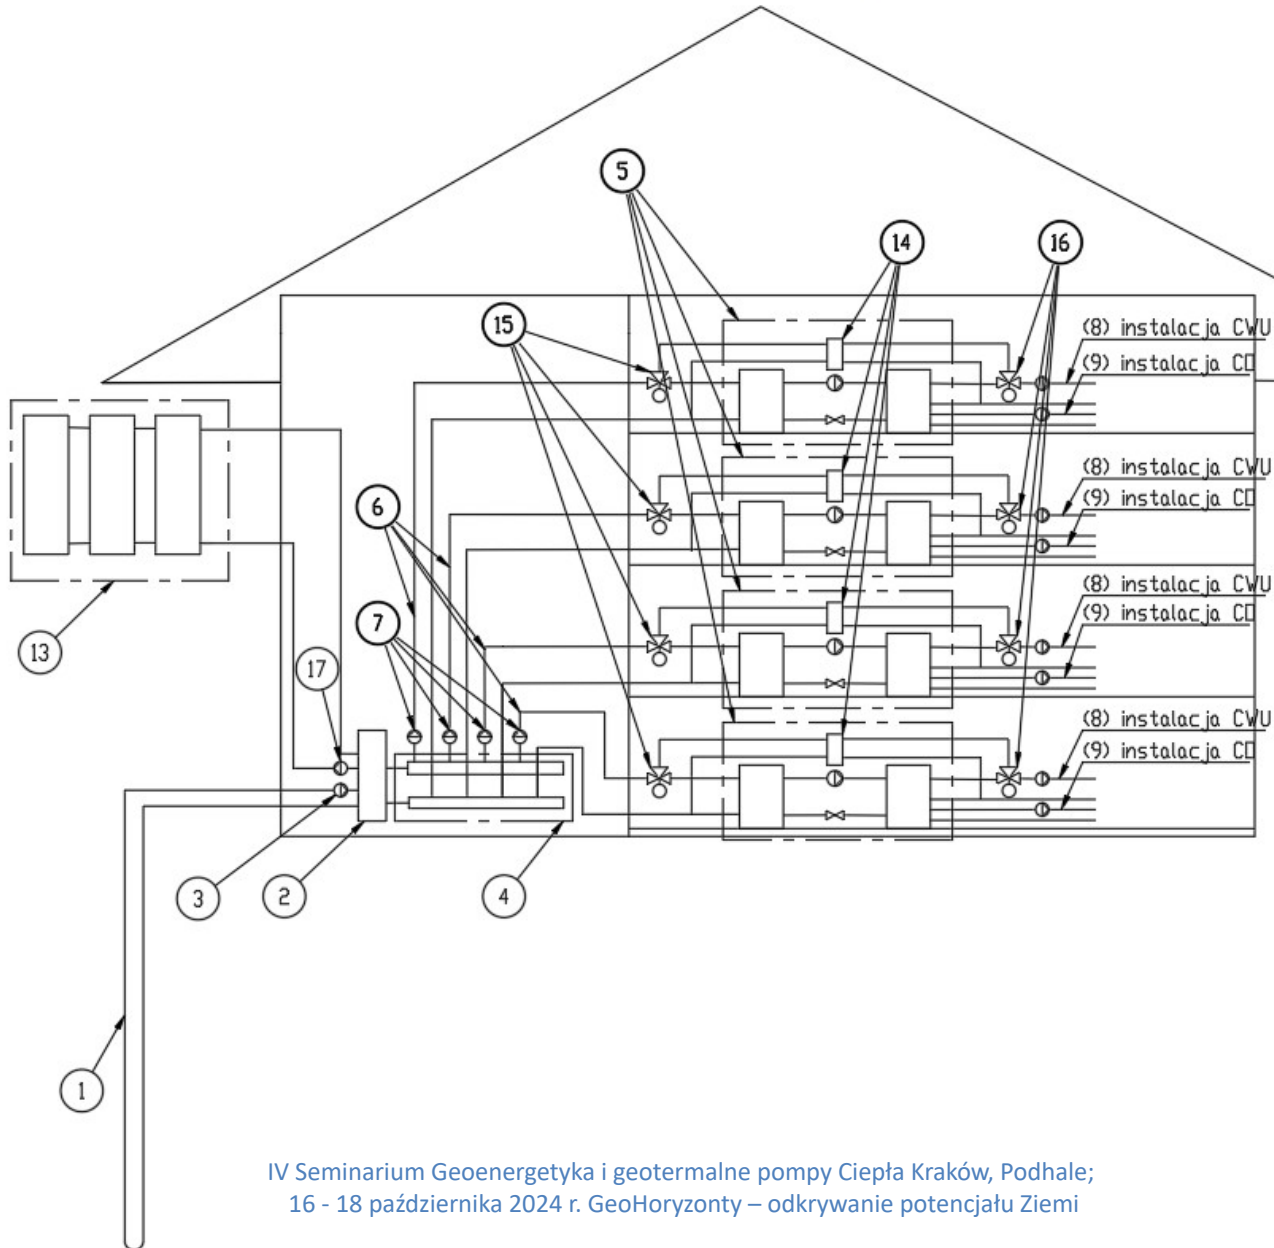 5
14
16
15
(8) instalacja CWU
(9) instalacja CO
(8) instalacja CWU
(9) instalacja CO
6
(8) instalacja CWU
(9) instalacja CO
7
13
17
(8) instalacja CWU
(9) instalacja CO
3
2
4
1
IV Seminarium Geoenergetyka i geotermalne pompy Ciepła Kraków, Podhale;
16 - 18 października 2024 r. GeoHoryzonty – odkrywanie potencjału Ziemi